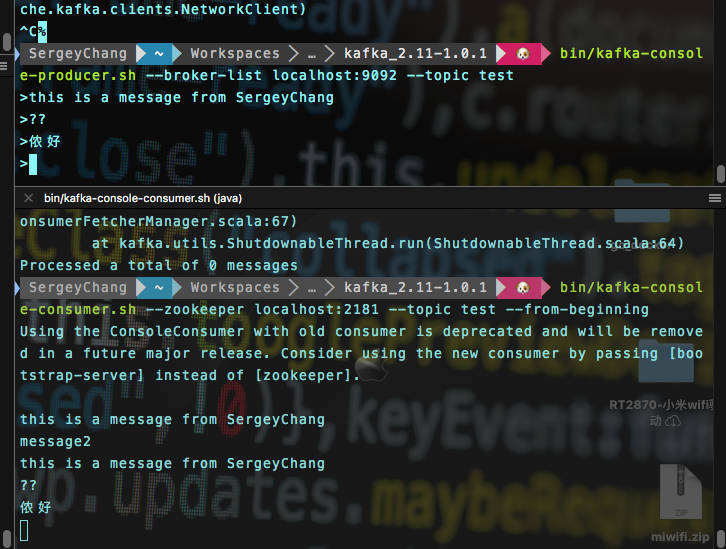 che.kafka.clients.NetworkClient)
^C%
SergeyChang ~ Workspaces … kafka_2.11-1.0.1 bin/kafka-consol
e-producer.sh --broker-list localhost:9092 --topic test
>this is a message from SergeyChang
>??
>侬好
>
bin/kafka-console-consumer.sh (java)
onsumerFetcherManager.scala:67)
at kafka.utils.ShutdownableThread.run(ShutdownableThread.scala:64)
Processed a total of 0 messages
SergeyChang ~ Workspaces … kafka_2.11-1.0.1 bin/kafka-consol
e-consumer.sh --zookeeper localhost:2181 --topic test --from-beginning
Using the ConsoleConsumer with old consumer is deprecated and will be remove
d in a future major release. Consider using the new consumer by passing [boo
tstrap-server] instead of [zookeeper].
this is a message from SergeyChang
message2
this is a message from SergeyChang
??
侬好
RT2870-小米wifi驱
动
ZIP
miwifi.zip